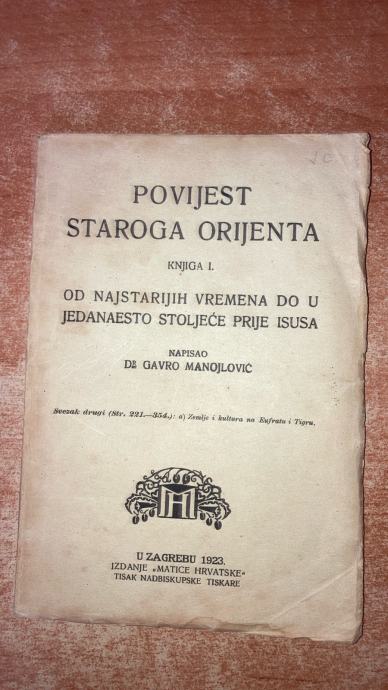 POVIJEST
STAROGA ORIJENTA
KNJIGA I.
OD NAJSTARIJIH VREMENA DO U
JEDANAESTO STOLJEĆE PRIJE ISUSA
NAPISAO
DR GAVRO MANOJLOVIĆ
Svezak drugi (Str. 221.—354.): a) Zemlje i kultura na Eufratu i Tigru.
U ZAGREBU 1923.
IZDANJE „MATICE HRVATSKE"
TISAK NADBISKUPSKE TISKARE